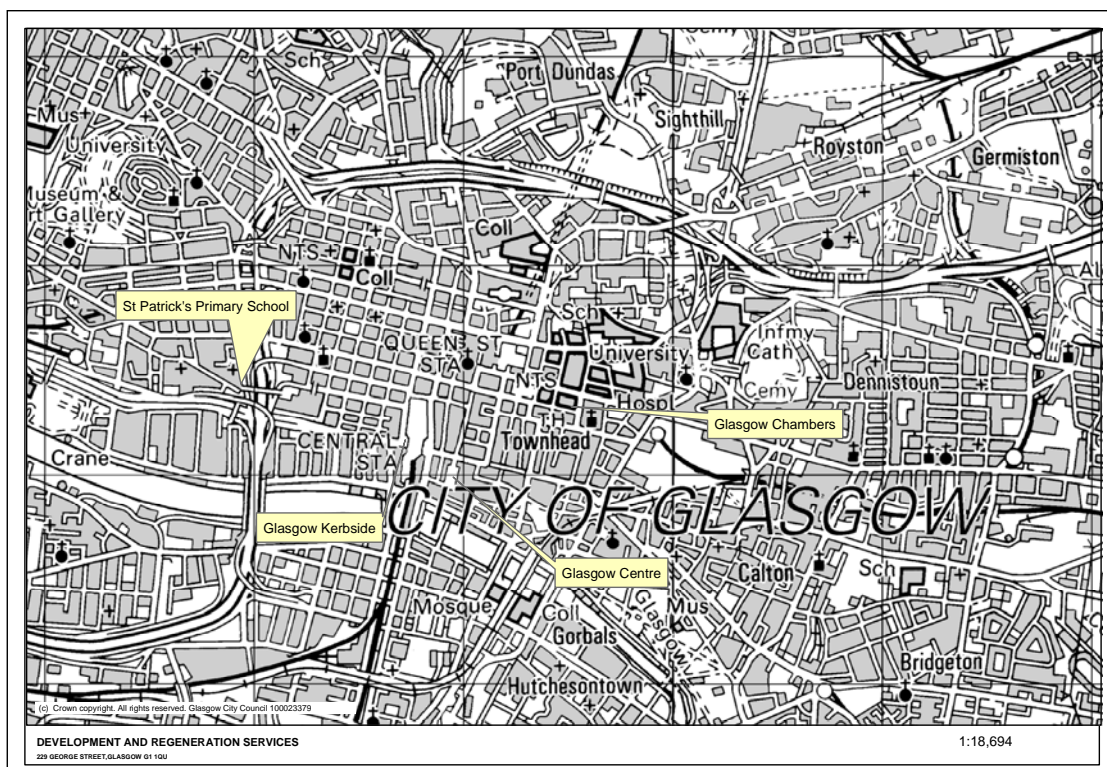 Sch
Port Dundas
Mus
Sighthill
University
Royston
Germiston
Museum &
rt Gallery
Coll
NTS
Coll
St Patrick's Primary School
Sch
Infmy
QUEEN ST
STA
University
Cath
NTS
Cemy
Dennistoun
Hospl
TH
Glasgow Chambers
CENTRAL
STA
Townhead
Crane
CITY OF GLASGOW
Glasgow Kerbside
Glasgow Centre
Calton
Sch
Mosque
Coll
Glasgow
Mus
Gorbals
Bridgeton
Hutchesontown
(c) Crown copyright. All rights reserved. Glasgow City Council 100023379
DEVELOPMENT AND REGENERATION SERVICES
1:18,694
229 GEORGE STREET,GLASGOW G1 1QU